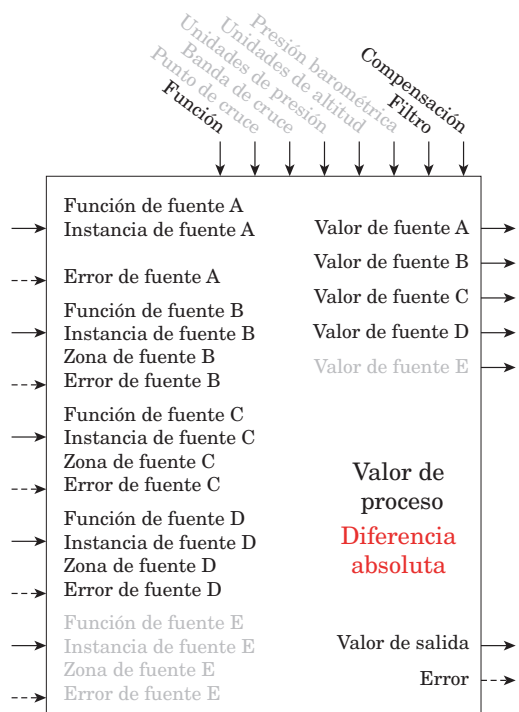 Función
Punto de cruce
Banda de cruce
Unidades de presión
Unidades de altitud
Presión barométrica
Filtro
Compensación
Función de fuente A
Instancia de fuente A
Error de fuente A
Función de fuente B
Instancia de fuente B
Zona de fuente B
Error de fuente B
Función de fuente C
Instancia de fuente C
Zona de fuente C
Error de fuente C
Función de fuente D
Instancia de fuente D
Zona de fuente D
Error de fuente D
Función de fuente E
Instancia de fuente E
Zona de fuente E
Error de fuente E
Valor de fuente A
Valor de fuente B
Valor de fuente C
Valor de fuente D
Valor de fuente E
Valor de
proceso
Diferencia
absoluta
Valor de salida
Error